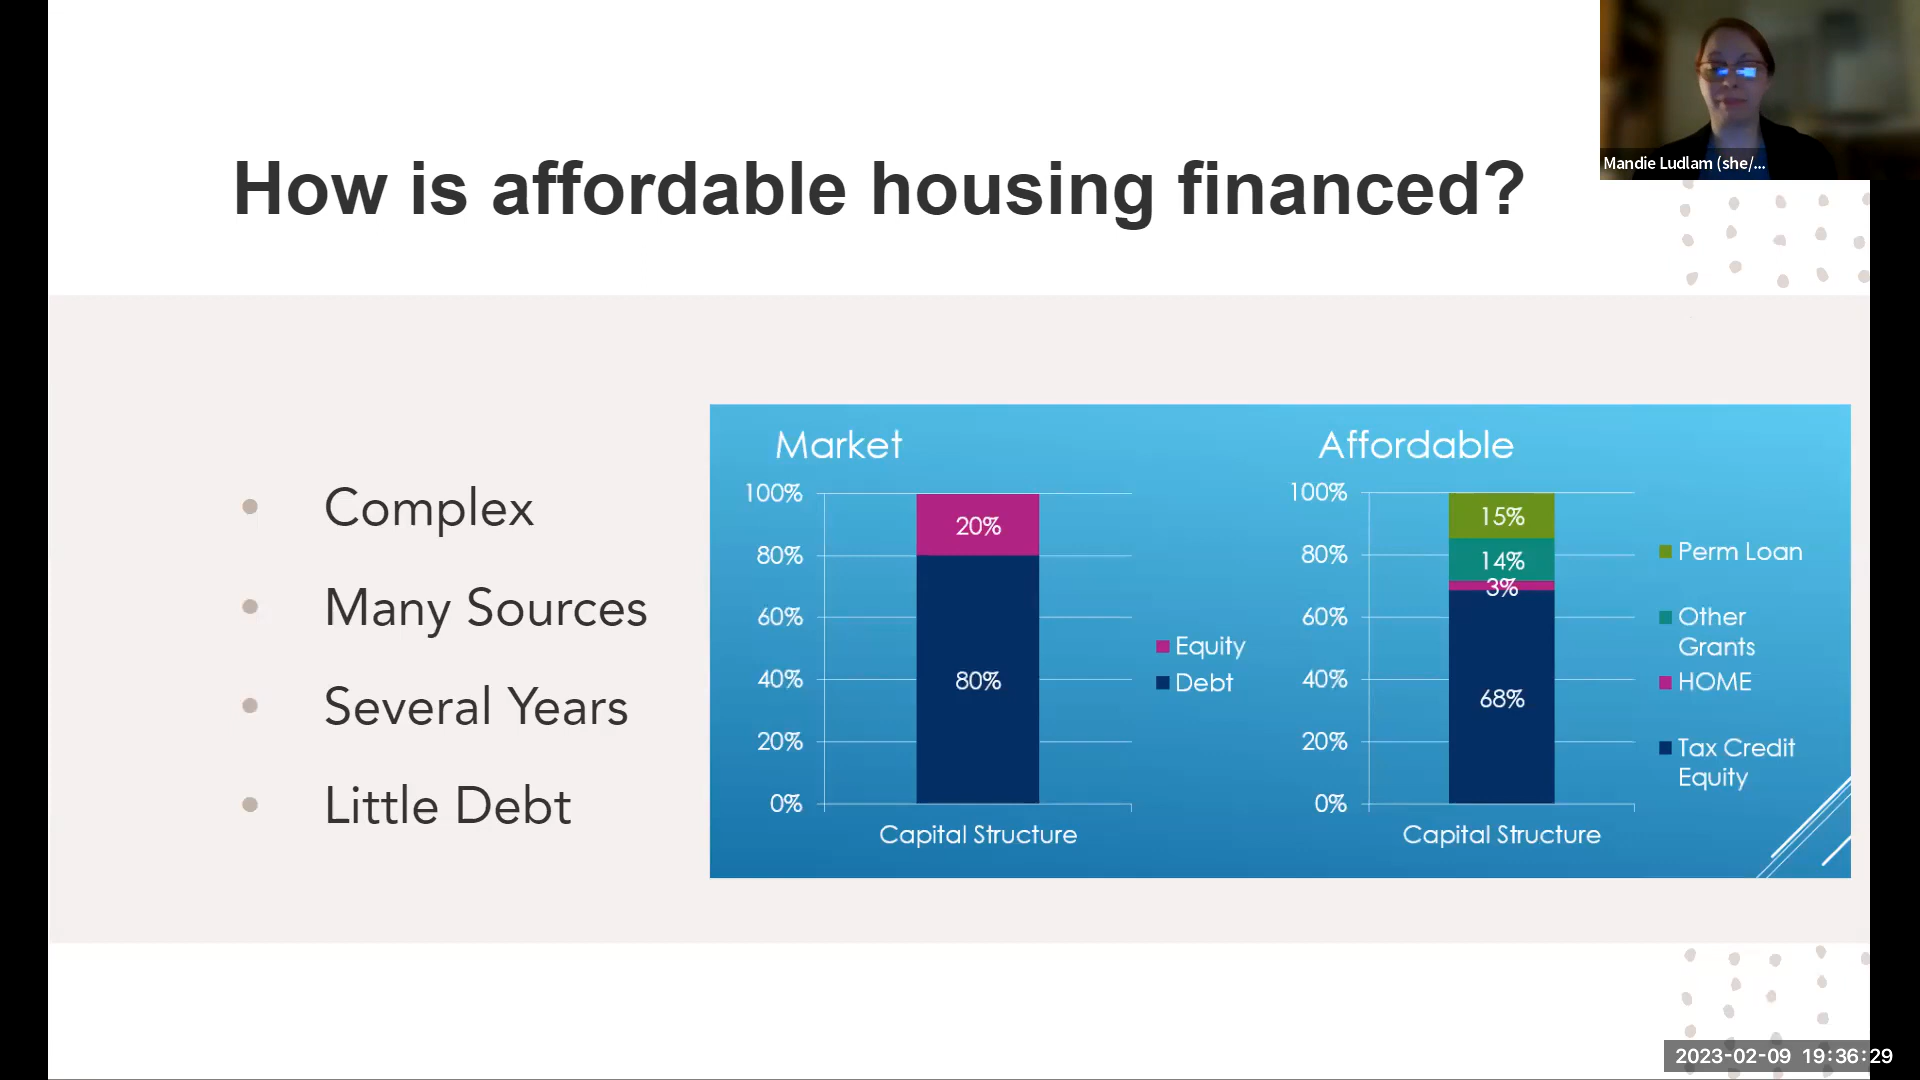 How is affordable housing financed?
Mandie Ludlam (she/...
• Complex
• Many Sources
• Several Years
• Little Debt
Market
100%
80%
60%
40%
20%
0%
20%
80%
Capital Structure
Equity
Debt
Affordable
100%
80%
60%
40%
20%
0%
15%
14%
3%
68%
Capital Structure
Perm Loan
Other
Grants
HOME
Tax Credit
Equity
2023-02-09 19:36:29